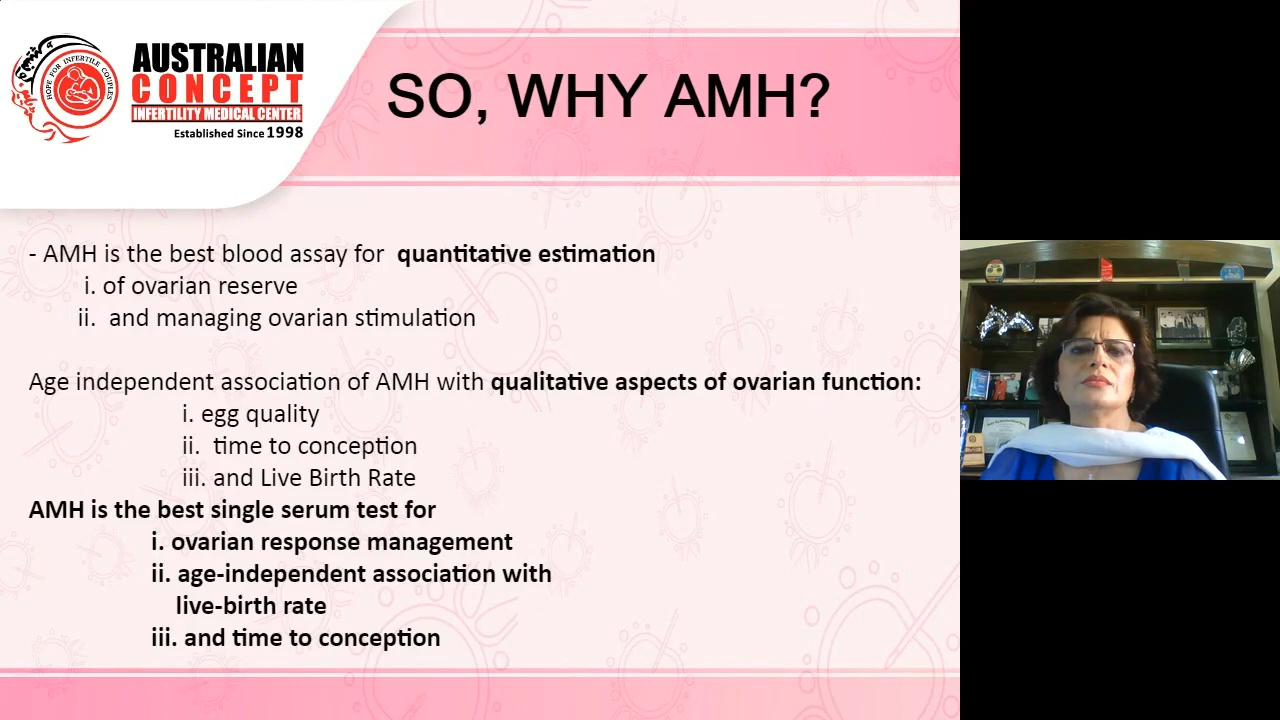 HOPE FOR INFERTILE COUPLES
AUSTRALIAN
CONCEPT
INFERTILITY MEDICAL CENTER
Established Since 1998
SO, WHY AMH?
- AMH is the best blood assay for quantitative estimation
i. of ovarian reserve
ii. and managing ovarian stimulation
Age independent association of AMH with qualitative aspects of ovarian function:
i. egg quality
ii. time to conception
iii. and Live Birth Rate
AMH is the best single serum test for
i. ovarian response management
ii. age-independent association with
live-birth rate
iii. and time to conception